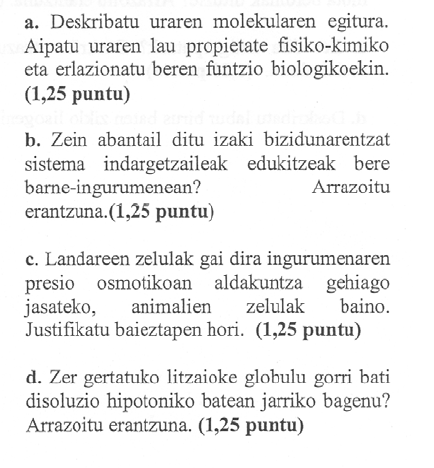 a. Deskribatu uraren molekularen egitura.
Aipatu uraren lau propietate fisiko-kimiko
eta erlazionatu beren funtzio biologikoekin.
(1,25 puntu)
b. Zein abantail ditu izaki bizidunarentzat
sistema indargetzaileak edukitzeak bere
barne-ingurumenean? Arrazoitu
erantzuna.(1,25 puntu)
c. Landareen zelulak gai dira ingurumenaren
presio osmotikoan aldakuntza gehiago
jasateko, animalien zelulak baino.
Justifikatu baieztapen hori. (1,25 puntu)
d. Zer gertatuko litzaioke globulu gorri bati
disoluzio hipotoniko batean jarriko bagenu?
Arrazoitu erantzuna. (1,25 puntu)